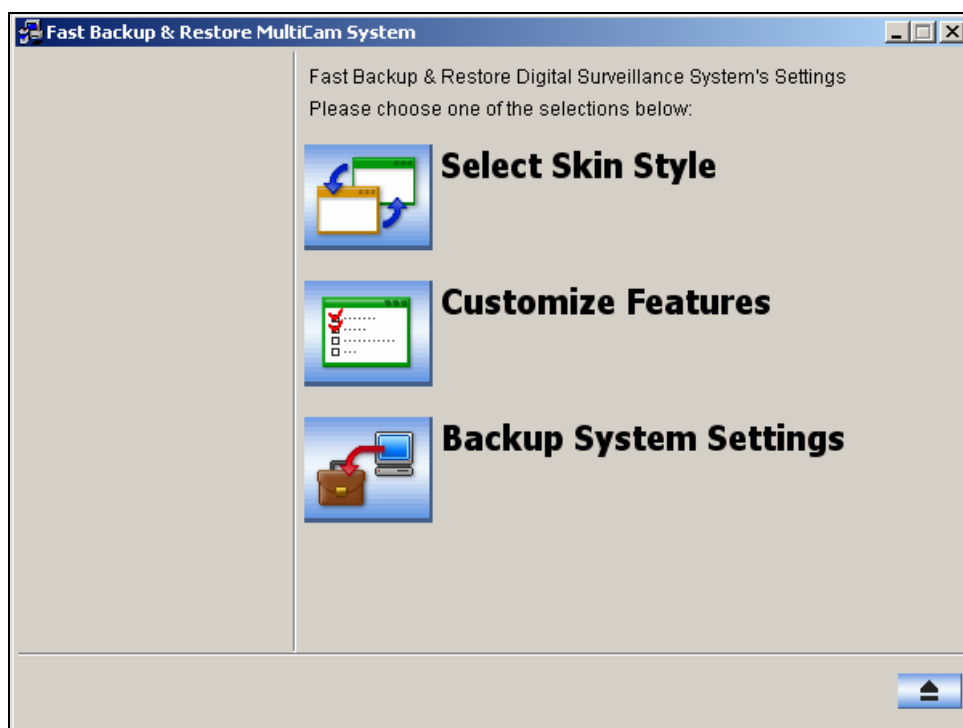 Fast Backup & Restore MultiCam System
Fast Backup & Restore Digital Surveillance System's Settings
Please choose one of the selections below:
Select Skin Style
Customize Features
Backup System Settings